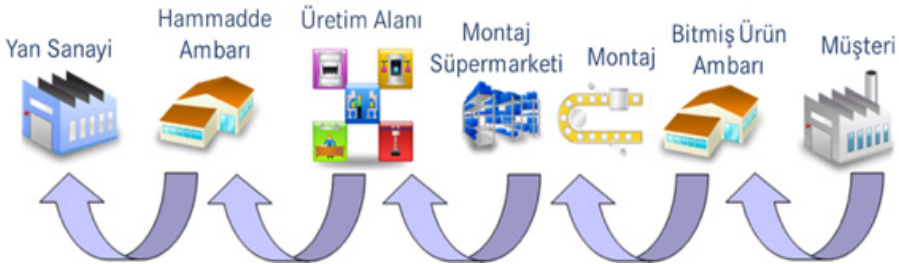 Yan Sanayi
Hammadde
Ambarı
Üretim Alanı
Montaj
Süpermarketi
Montaj
Bitmiş Ürün
Ambarı
Müşteri